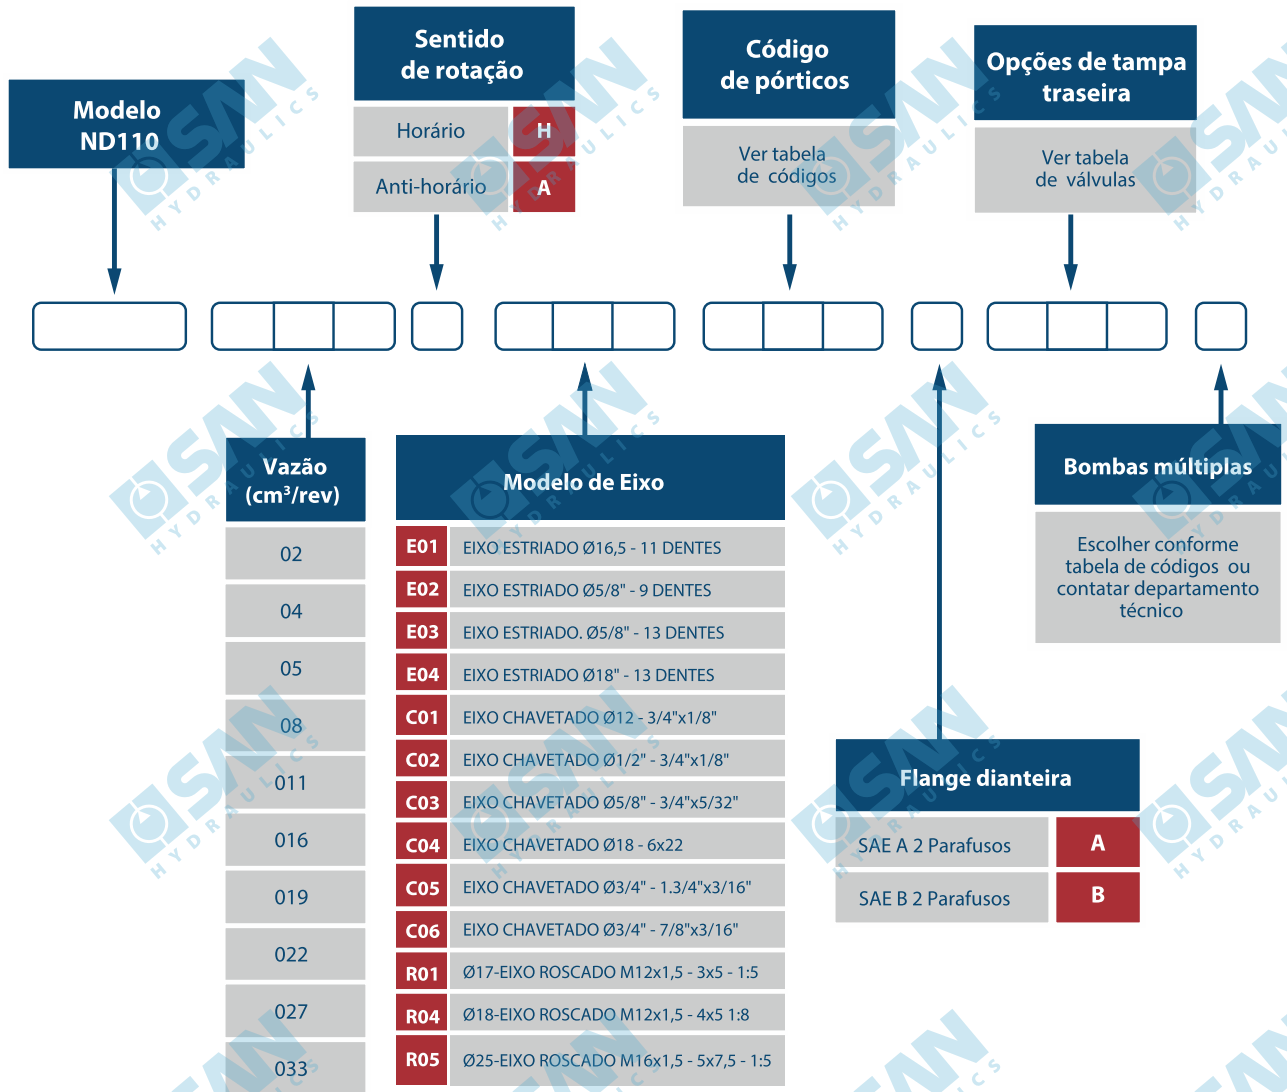 Modelo
ND110
Sentido
de rotação
Horário H
Anti-horário A
Código
de pórticos
Ver tabela
de códigos
Opções de tampa
traseira
Ver tabela
de válvulas
Vazão
(cm³/rev)
02
04
05
08
011
016
019
022
027
033
Modelo de Eixo
E01 EIXO ESTRIADO Ø16,5 - 11 DENTES
E02 EIXO ESTRIADO Ø5/8" - 9 DENTES
E03 EIXO ESTRIADO. Ø5/8" - 13 DENTES
E04 EIXO ESTRIADO Ø18" - 13 DENTES
C01 EIXO CHAVETADO Ø12 - 3/4"x1/8"
C02 EIXO CHAVETADO Ø1/2" - 3/4"x1/8"
C03 EIXO CHAVETADO Ø5/8" - 3/4"x5/32"
C04 EIXO CHAVETADO Ø18 - 6x22
C05 EIXO CHAVETADO Ø3/4" - 1.3/4"x3/16"
C06 EIXO CHAVETADO Ø3/4" - 7/8"x3/16"
R01 Ø17-EIXO ROSCADO M12x1,5 - 3x5 - 1:5
R04 Ø18-EIXO ROSCADO M12x1,5 - 4x5 1:8
R05 Ø25-EIXO ROSCADO M16x1,5 - 5x7,5 - 1:5
Flange dianteira
SAE A 2 Parafusos A
SAE B 2 Parafusos B
Bombas múltiplas
Escolher conforme
tabela de códigos ou
contatar departamento
técnico
SAN
HYDRAULICS